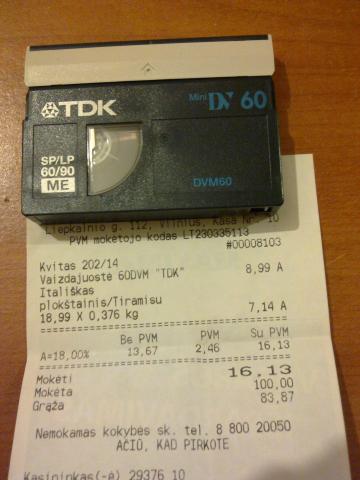 TDK
Mini DV 60
SP/LP
60/90
ME
DVM60
Liepkalnio g. 112, Vilnius, Kasa Nr. 10
PVM mokėtojo kodas LT230335113
#00008103
Kvitas 202/14
Vaizdajuostė 60DVM "TDK" 8,99 A
Itališkas
plokštainis/Tiramisu
18,99 X 0,376 kg 7,14 A
Be PVM PVM Su PVM
A=18,00% 13,67 2,46 16,13
Mokėti 16,13
Mokėta 100,00
Grąža 83,87
Nemokamas kokybės sk. tel. 8 800 20050
AČIŪ, KAD PIRKOTE
Kasininkas(-ė) 29376 10